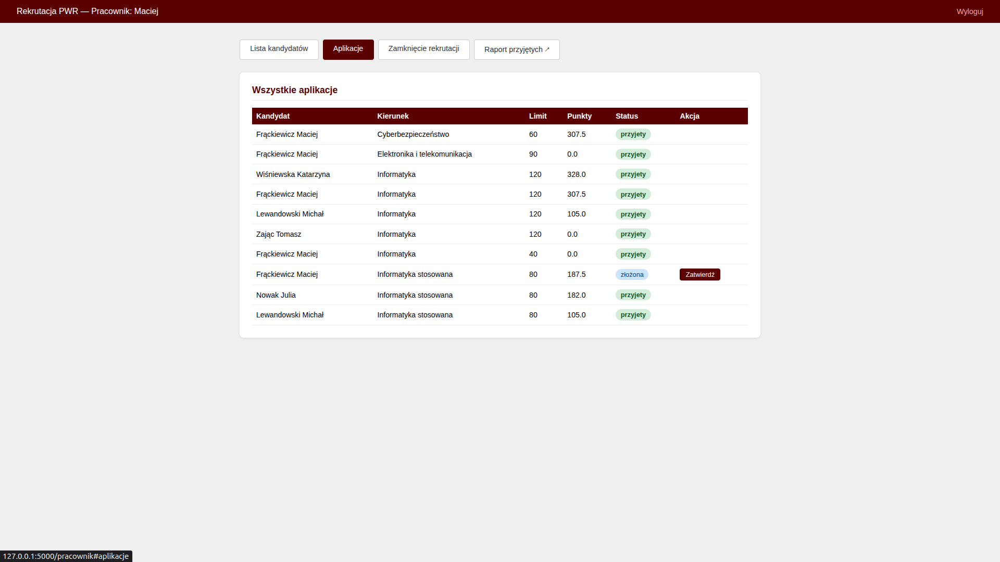 Rekrutacja PWR — Pracownik: Maciej Wyloguj
Lista kandydatów Aplikacje Zamknięcie rekrutacji Raport przyjętych ↗
Wszystkie aplikacje
Kandydat Kierunek Limit Punkty Status Akcja
Frąckiewicz Maciej Cyberbezpieczeństwo 60 307.5 przyjety
Frąckiewicz Maciej Elektronika i telekomunikacja 90 0.0 przyjety
Wiśniewska Katarzyna Informatyka 120 328.0 przyjety
Frąckiewicz Maciej Informatyka 120 307.5 przyjety
Lewandowski Michał Informatyka 120 105.0 przyjety
Zając Tomasz Informatyka 120 0.0 przyjety
Frąckiewicz Maciej Informatyka 40 0.0 przyjety
Frąckiewicz Maciej Informatyka stosowana 80 187.5 złożona Zatwierdź
Nowak Julia Informatyka stosowana 80 182.0 przyjety
Lewandowski Michał Informatyka stosowana 80 105.0 przyjety
127.0.0.1:5000/pracownik#aplikacje